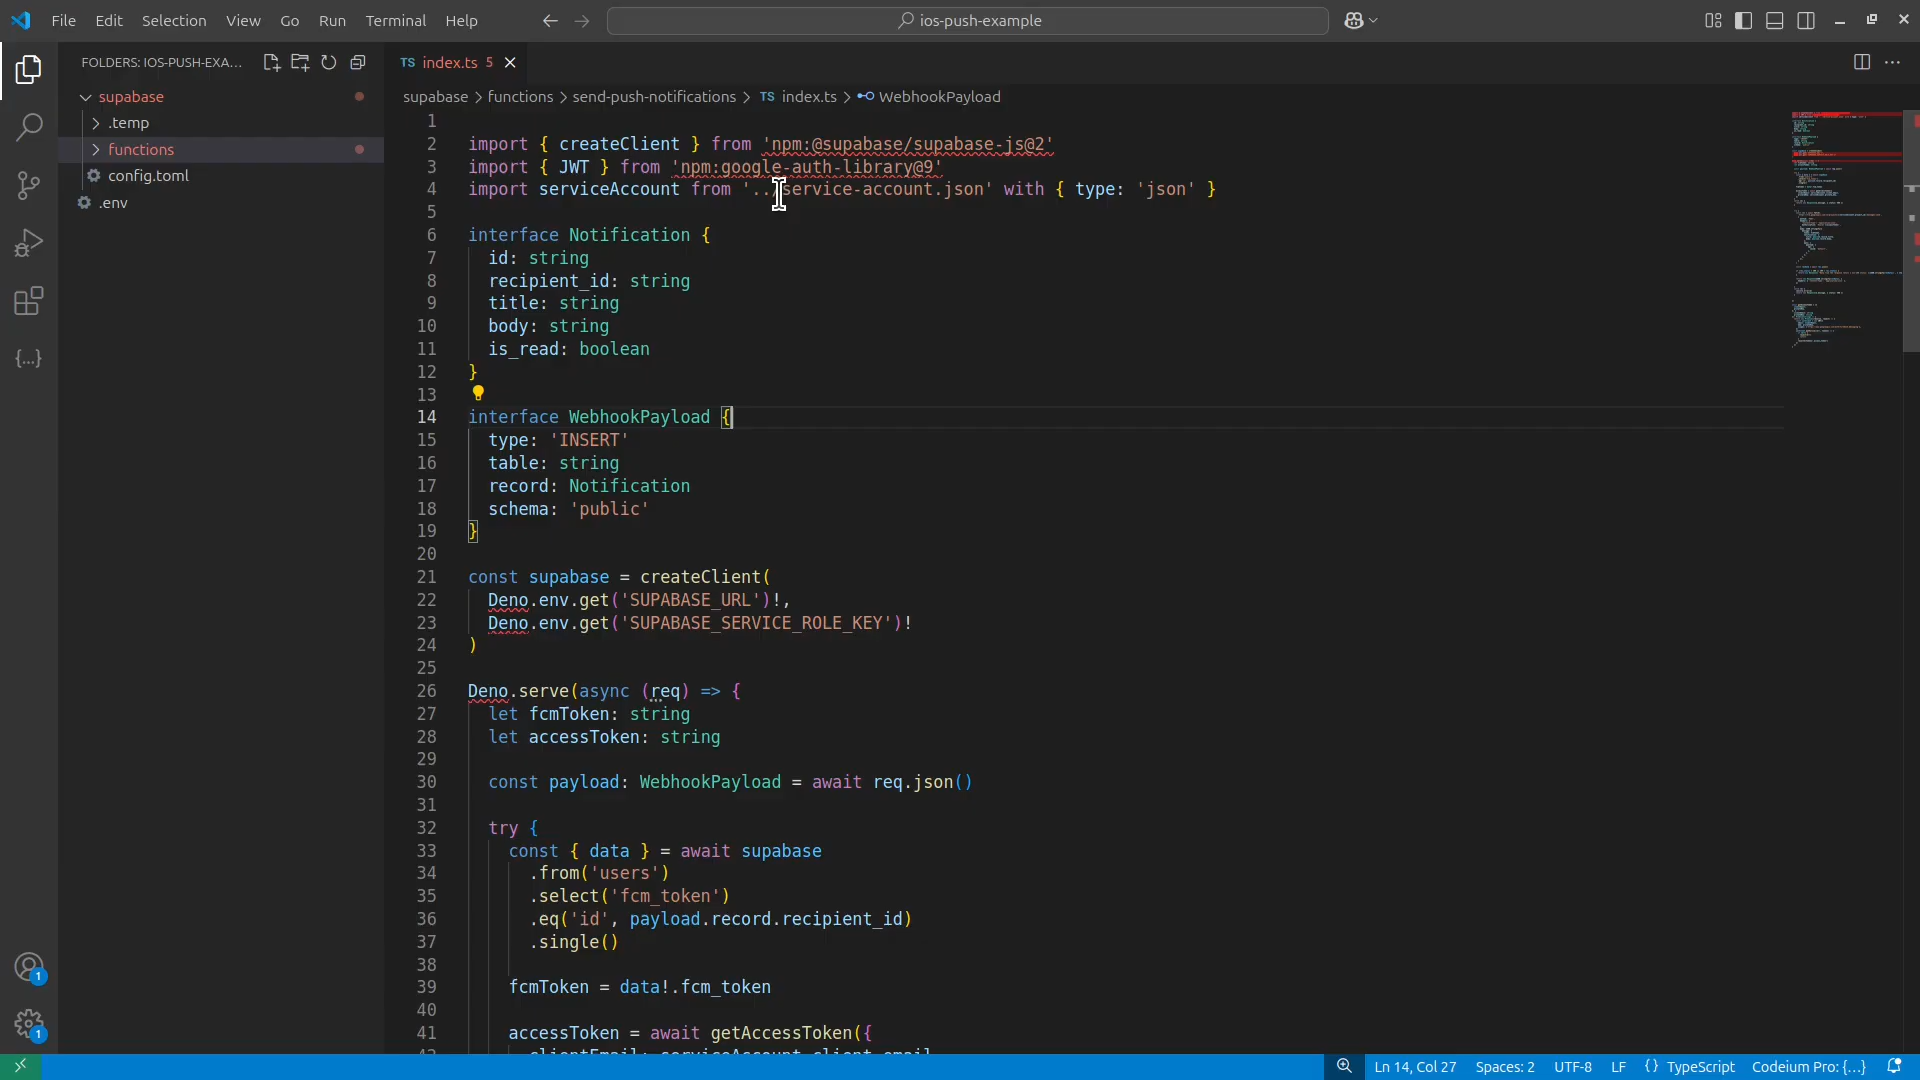 File Edit Selection View Go Run Terminal Help
ios-push-example
FOLDERS: IOS-PUSH-EXA...
supabase
.temp
functions
config.toml
.env
TS index.ts 5
supabase > functions > send-push-notifications > TS index.ts > WebhookPayload
1
2 import { createClient } from 'npm:@supabase/supabase-js@2'
3 import { JWT } from 'npm:google-auth-library@9'
4 import serviceAccount from '../service-account.json' with { type: 'json' }
5
6 interface Notification {
7 id: string
8 recipient_id: string
9 title: string
10 body: string
11 is_read: boolean
12 }
13
14 interface WebhookPayload {
15 type: 'INSERT'
16 table: string
17 record: Notification
18 schema: 'public'
19 }
20
21 const supabase = createClient(
22 Deno.env.get('SUPABASE_URL')!,
23 Deno.env.get('SUPABASE_SERVICE_ROLE_KEY')!
24 )
25
26 Deno.serve(async (req) => {
27 let fcmToken: string
28 let accessToken: string
29
30 const payload: WebhookPayload = await req.json()
31
32 try {
33 const { data } = await supabase
34 .from('users')
35 .select('fcm_token')
36 .eq('id', payload.record.recipient_id)
37 .single()
38
39 fcmToken = data!.fcm_token
40
41 accessToken = await getAccessToken({
42 clientEmail: serviceAccount.client_email
1
1
Ln 14, Col 27 Spaces: 2 UTF-8 LF {} TypeScript Codeium Pro: {...}